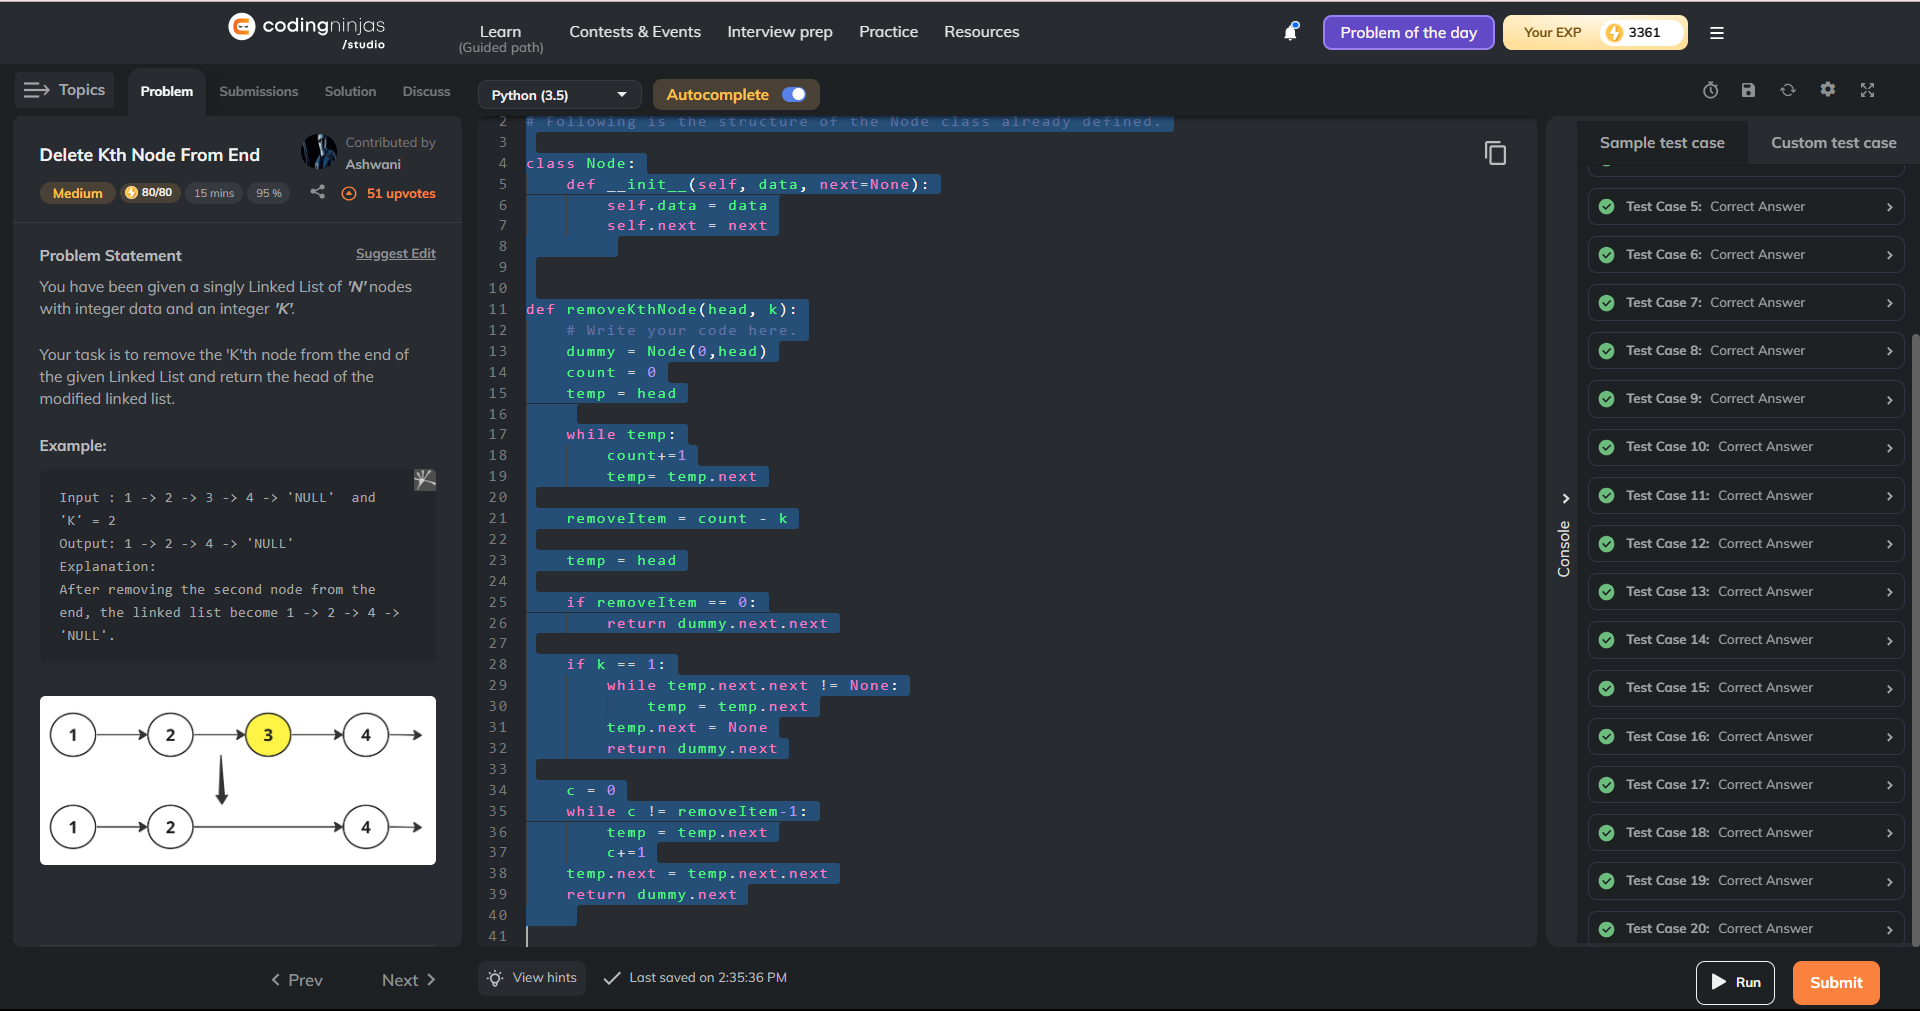 codingninjas
/studio
Learn
(Guided path)
Contests & Events
Interview prep
Practice
Resources
Problem of the day
Your EXP
3361
Topics
Problem
Submissions
Solution
Discuss
Python (3.5)
Autocomplete
Delete Kth Node From End
Contributed by
Ashwani
Medium
80/80
15 mins
95 %
51 upvotes
Problem Statement
Suggest Edit
You have been given a singly Linked List of 'N' nodes
with integer data and an integer 'K'.
Your task is to remove the 'K'th node from the end of
the given Linked List and return the head of the
modified linked list.
Example:
Input : 1 -> 2 -> 3 -> 4 -> 'NULL'  and
'K' = 2
Output: 1 -> 2 -> 4 -> 'NULL'
Explanation:
After removing the second node from the
end, the linked list become 1 -> 2 -> 4 ->
'NULL'.
1 2 3 4
1 2 4
Prev
Next
2 # Following is the structure of the Node class already defined.
3
4 class Node:
5     def __init__(self, data, next=None):
6         self.data = data
7         self.next = next
8
9
10
11 def removeKthNode(head, k):
12     # Write your code here.
13     dummy = Node(0,head)
14     count = 0
15     temp = head
16
17     while temp:
18         count+=1
19         temp= temp.next
20
21     removeItem = count - k
22
23     temp = head
24
25     if removeItem == 0:
26         return dummy.next.next
27
28     if k == 1:
29         while temp.next.next != None:
30             temp = temp.next
31         temp.next = None
32         return dummy.next
33
34     c = 0
35     while c != removeItem-1:
36         temp = temp.next
37         c+=1
38     temp.next = temp.next.next
39     return dummy.next
40
41
View hints
Last saved on 2:35:36 PM
Console
Sample test case
Custom test case
Test Case 5: Correct Answer
Test Case 6: Correct Answer
Test Case 7: Correct Answer
Test Case 8: Correct Answer
Test Case 9: Correct Answer
Test Case 10: Correct Answer
Test Case 11: Correct Answer
Test Case 12: Correct Answer
Test Case 13: Correct Answer
Test Case 14: Correct Answer
Test Case 15: Correct Answer
Test Case 16: Correct Answer
Test Case 17: Correct Answer
Test Case 18: Correct Answer
Test Case 19: Correct Answer
Test Case 20: Correct Answer
Run
Submit